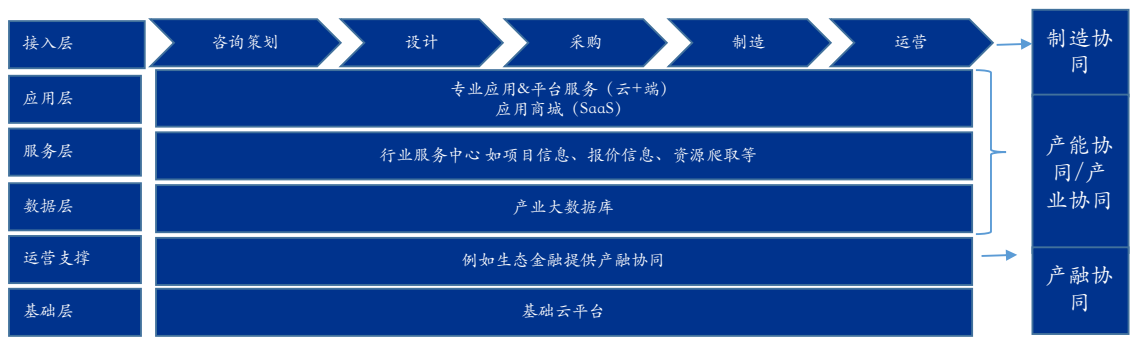 接入层
咨询策划
设计
采购
制造
运营
制造协
同
应用层
专业应用&平台服务（云+端）
应用商城（SaaS）
服务层
行业服务中心 如项目信息、报价信息、资源爬取等
产能协
同/产
业协同
数据层
产业大数据库
运营支撑
例如生态金融提供产融协同
产融协
同
基础层
基础云平台